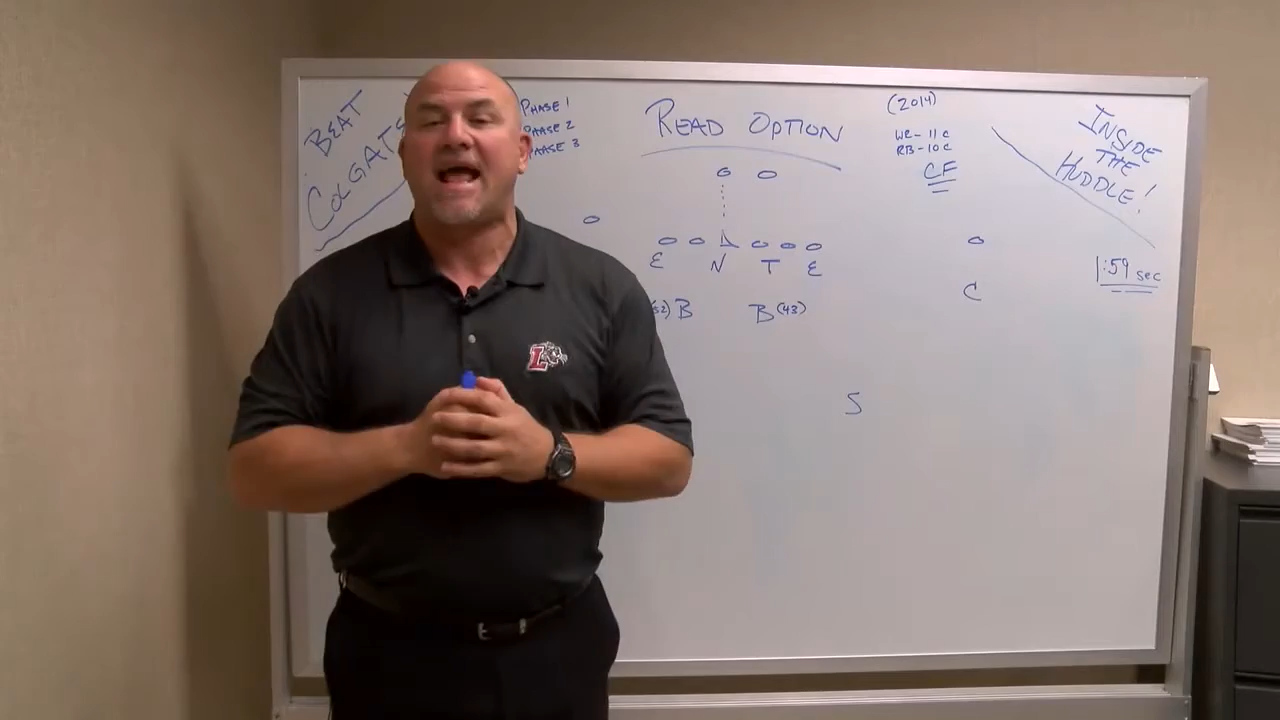 BEAT
COLGATE
PHASE 1
PHASE 2
PHASE 3
READ OPTION
(2014)
WR- 11 C
RB- 10 C
CF
INSIDE
THE
HUDDLE!
1:59 sec
E N T E
C
B B (43)
S
L